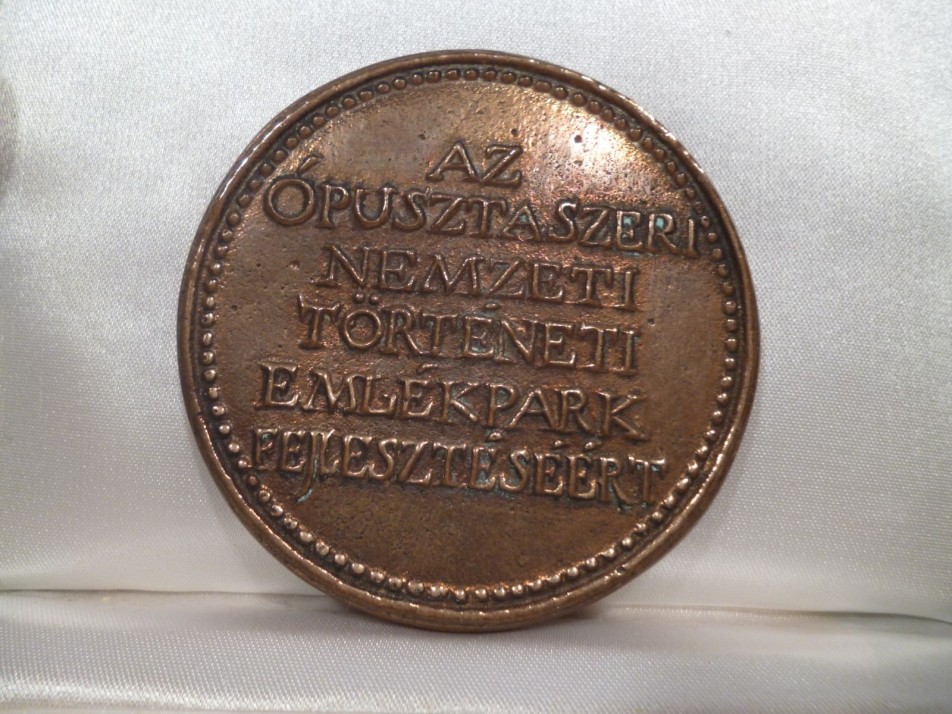 AZ
ÓPUSZTASZERI
NEMZETI
TÖRTÉNETI
EMLÉKPARK
FEJLESZTÉSÉÉRT